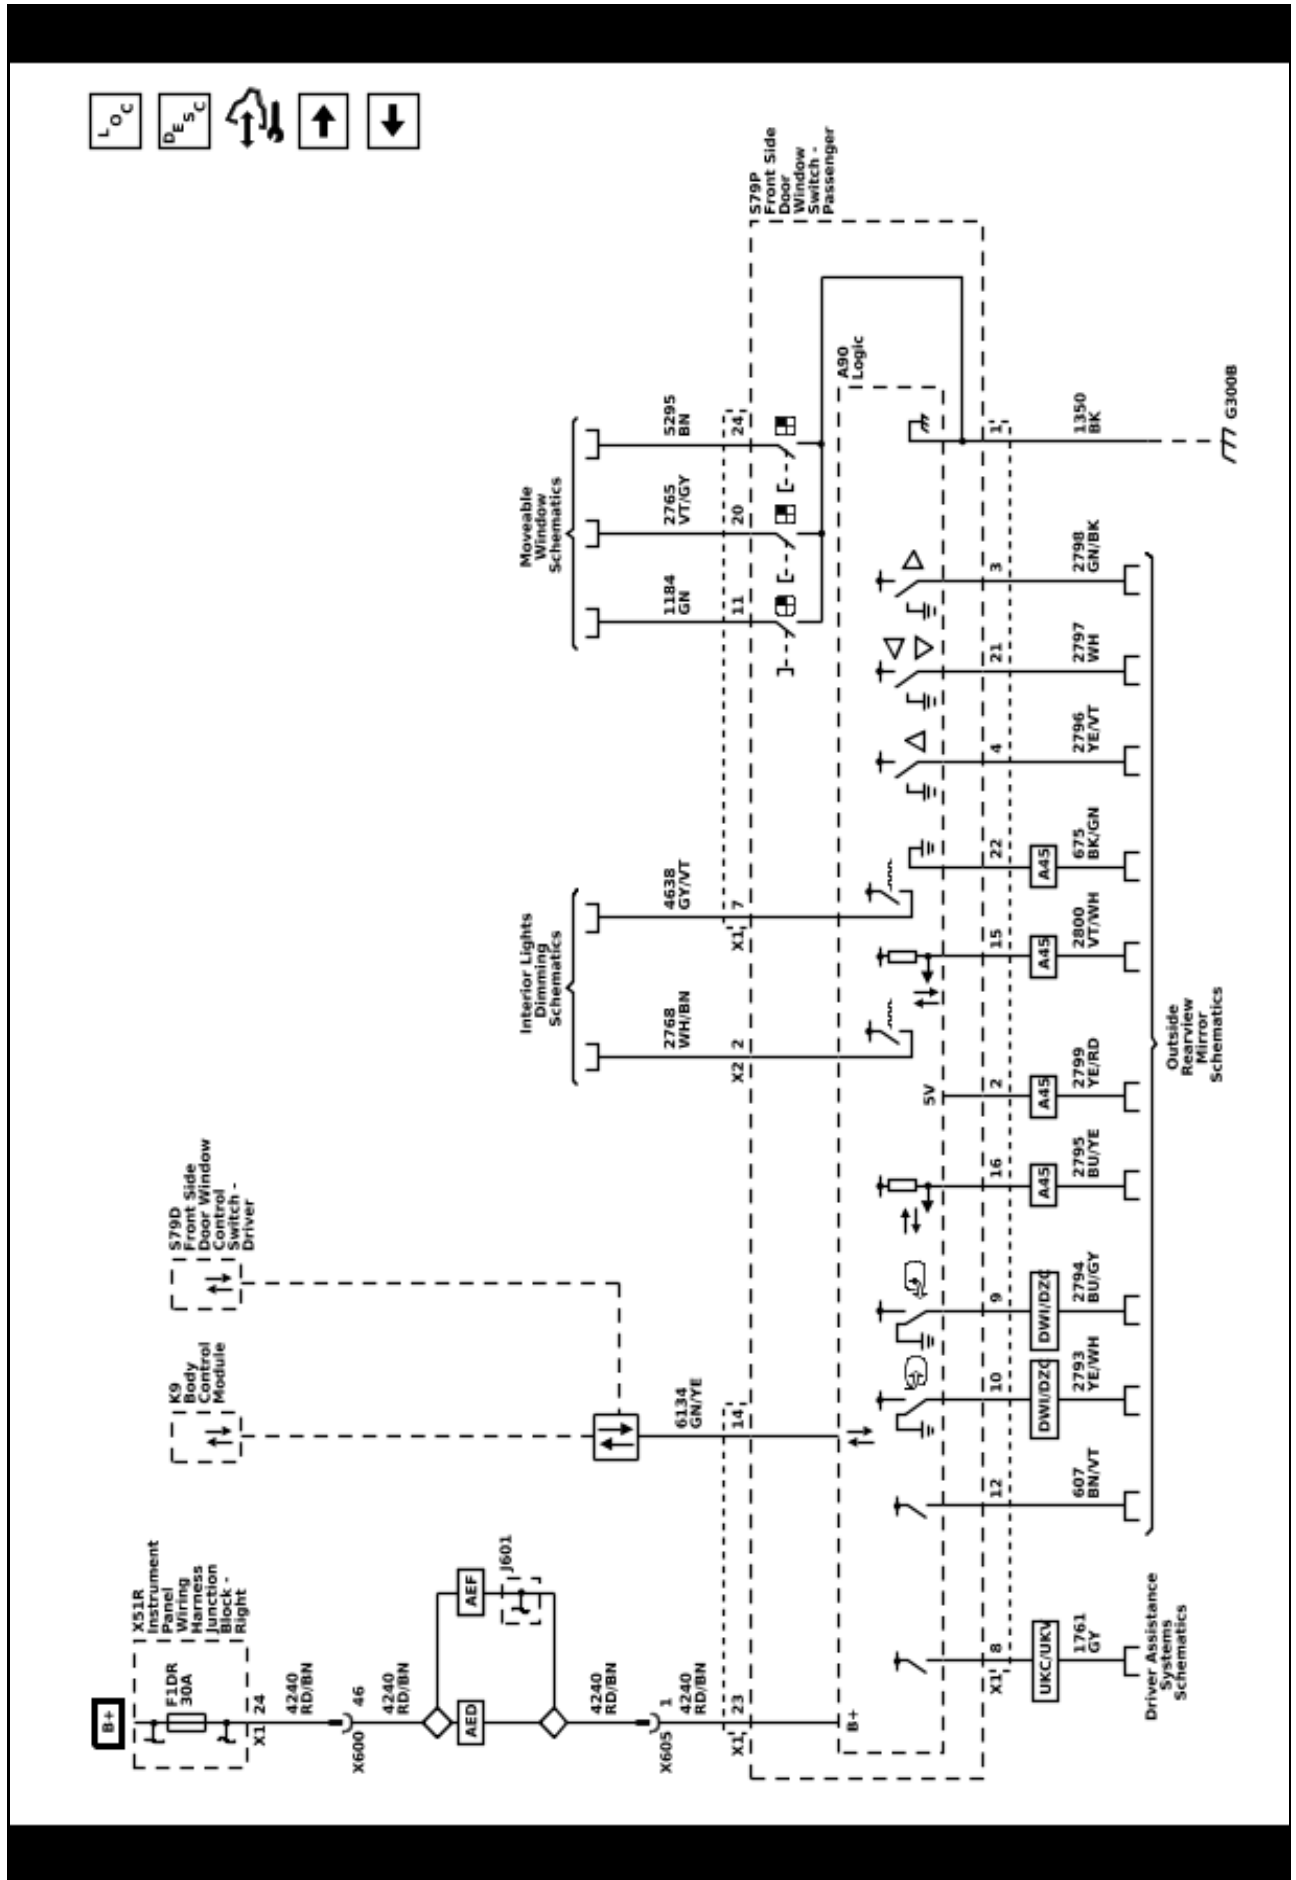 LOC
DESC
B+
F1DR
30A
X51R
Instrument
Panel
Wiring
Harness
Junction
Block -
Right
X1
24
4240
RD/BN
X600
46
4240
RD/BN
AED
AEF
J601
4240
RD/BN
X605
1
4240
RD/BN
X1
23
B+
K9
Body
Control
Module
S79D
Front Side
Door Window
Control
Switch -
Driver
6134
GN/YE
14
Interior Lights
Dimming
Schematics
2768
WH/BN
X2
2
4638
GY/VT
X1
7
Moveable
Window
Schematics
1184
GN
11
2765
VT/GY
20
5295
BN
24
S79P
Front Side
Door
Window
Switch -
Passenger
A90
Logic
5V
X1
8
UKC/UKV
1761
GY
Driver Assistance
Systems
Schematics
12
607
BN/VT
10
DWI/DZC
2793
YE/WH
9
DWI/DZC
2794
BU/GY
16
A45
2795
BU/YE
2
A45
2799
YE/RD
15
A45
2800
VT/WH
22
A45
675
BK/GN
4
2796
YE/VT
21
2797
WH
3
2798
GN/BK
Outside
Rearview
Mirror
Schematics
1
1350
BK
G300B